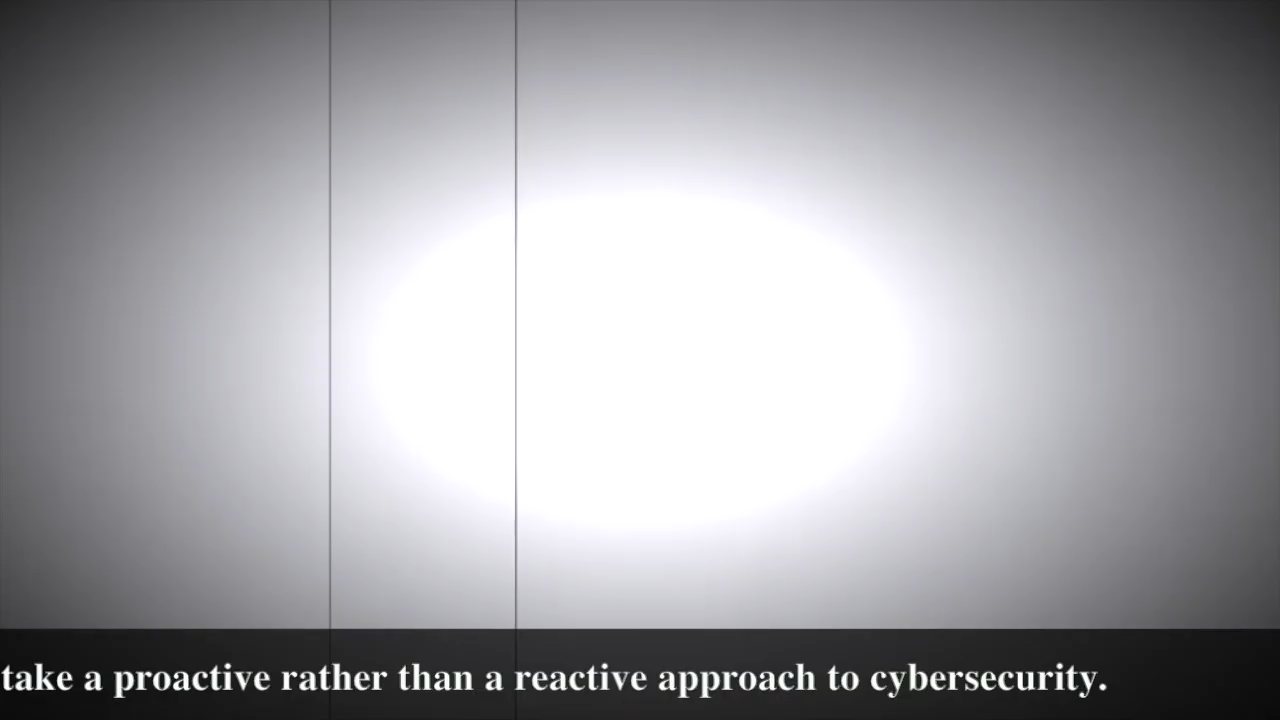 take a proactive rather than a reactive approach to cybersecurity.